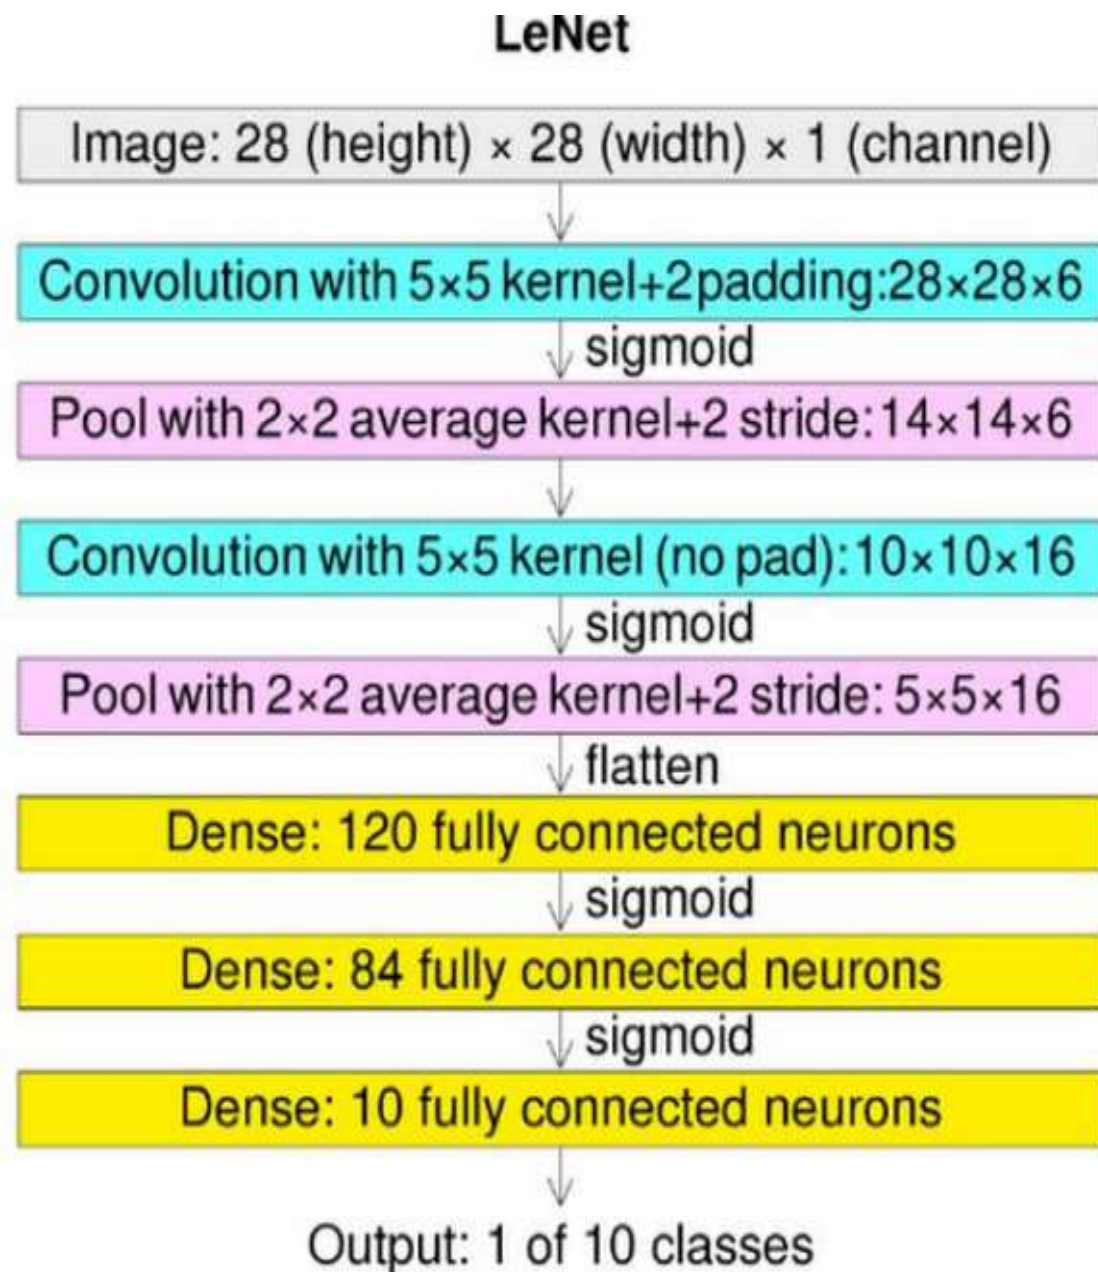 LeNet
Image: 28 (height) × 28 (width) × 1 (channel)
Convolution with 5×5 kernel+2padding:28×28×6
sigmoid
Pool with 2×2 average kernel+2 stride:14×14×6
Convolution with 5×5 kernel (no pad):10×10×16
sigmoid
Pool with 2×2 average kernel+2 stride: 5×5×16
flatten
Dense: 120 fully connected neurons
sigmoid
Dense: 84 fully connected neurons
sigmoid
Dense: 10 fully connected neurons
Output: 1 of 10 classes